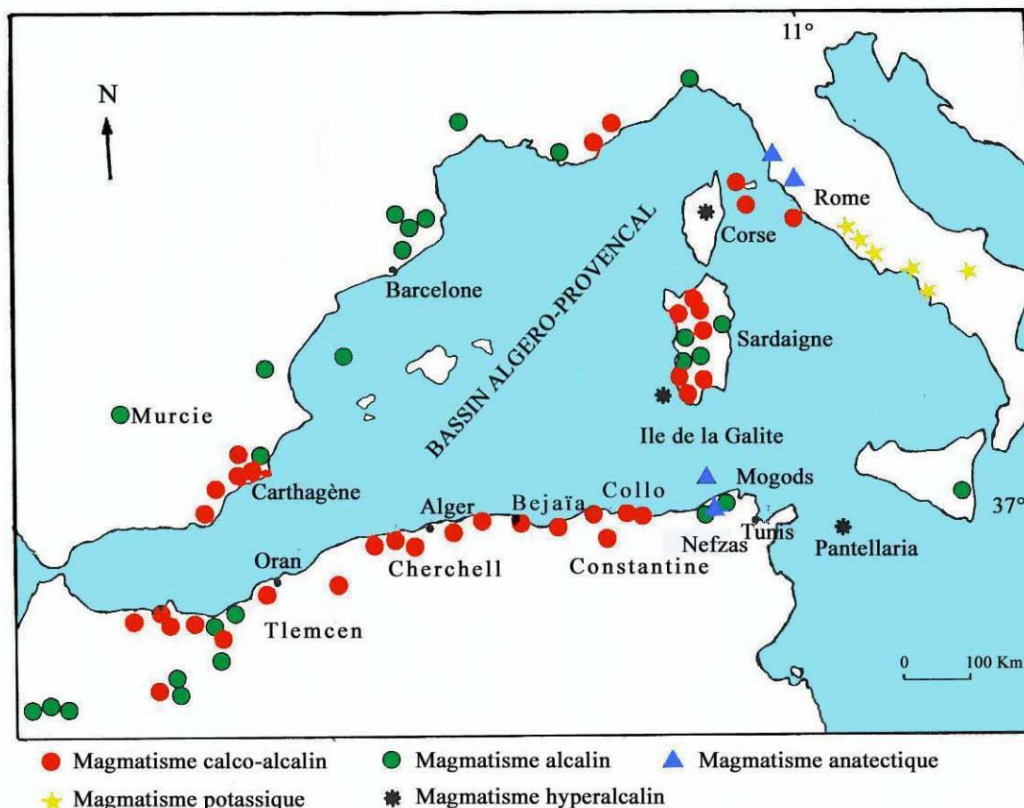 11°
N
Rome
Corse
BASSIN ALGERO-PROVENCAL
Barcelone
Sardaigne
Murcie
Ile de la Galite
Carthagène
Mogods
Alger
Bejaïa
Collo
37°
Tunis
Oran
Cherchell
Constantine
Nefzas
Pantellaria
Tlemcen
0 100 Km
Magmatisme calco-alcalin Magmatisme alcalin Magmatisme anatectique
Magmatisme potassique Magmatisme hyperalcalin